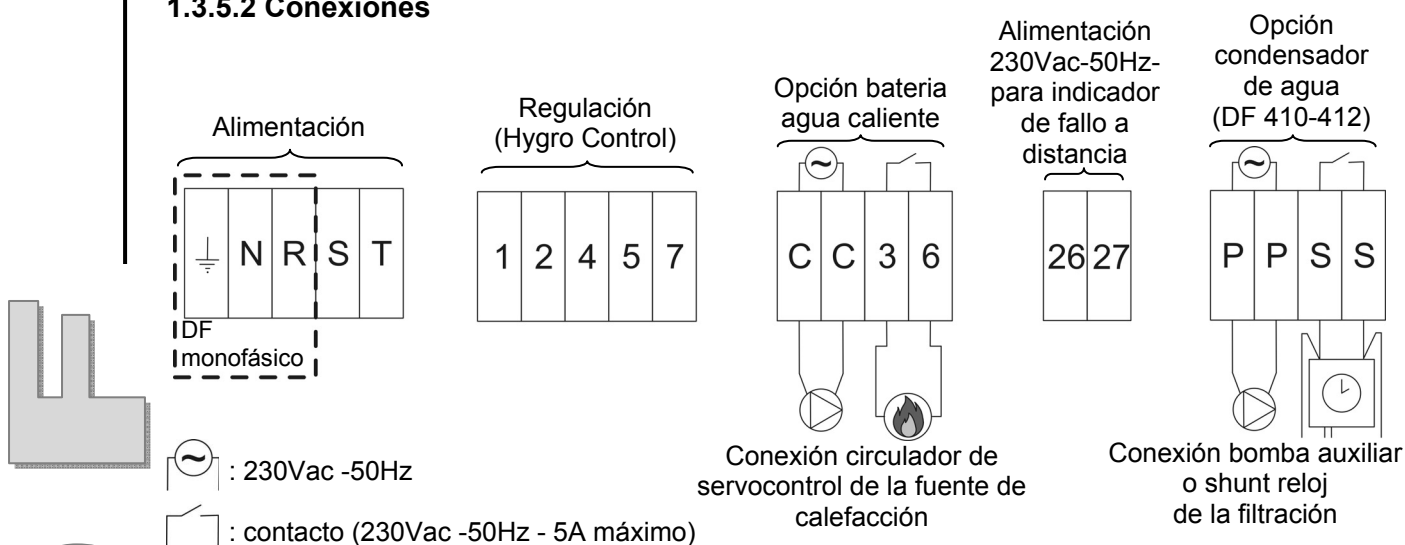 1.3.5.2 Conexiones
Alimentación
Regulación
(Hygro Control)
Opción bateria
agua caliente
Alimentación
230Vac-50Hz-
para indicador
de fallo a
distancia
Opción
condensador
de agua
(DF 410-412)
N R S T
1 2 4 5 7
C C 3 6
26 27
P P S S
DF
monofásico
Conexión circulador de
servocontrol de la fuente de
calefacción
Conexión bomba auxiliar
o shunt reloj
de la filtración
: 230Vac -50Hz
: contacto (230Vac -50Hz - 5A máximo)